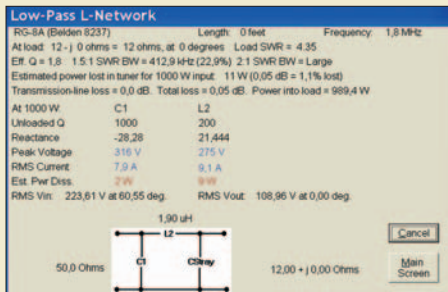 Low-Pass L-Network
RG-8A (Belden 8237) Length: 0 feet Frequency: 1,8 MHz
At load: 12 - j 0 ohms = 12 ohms, at 0 degrees Load SWR = 4.35
Eff. Q = 1,8 1.5:1 SWR BW = 412,9 kHz (22,9%) 2:1 SWR BW = Large
Estimated power lost in tuner for 1000 W input: 11 W (0,05 dB = 1,1% lost)
Transmission-line loss = 0,0 dB. Total loss = 0,05 dB. Power into load = 989,4 W
At 1000 W: C1 L2
Unloaded Q 1000 200
Reactance -28,28 21,444
Peak Voltage 316 V 275 V
RMS Current 7,9 A 9,1 A
Est. Pwr Diss. 2 W 9 W
RMS Vin: 223,61 V at 60,55 deg. RMS Vout: 108,96 V at 0,00 deg.
1,90 uH
L2
C1 CStray
50,0 Ohms 12,00 + j 0,00 Ohms
Cancel
Main
Screen